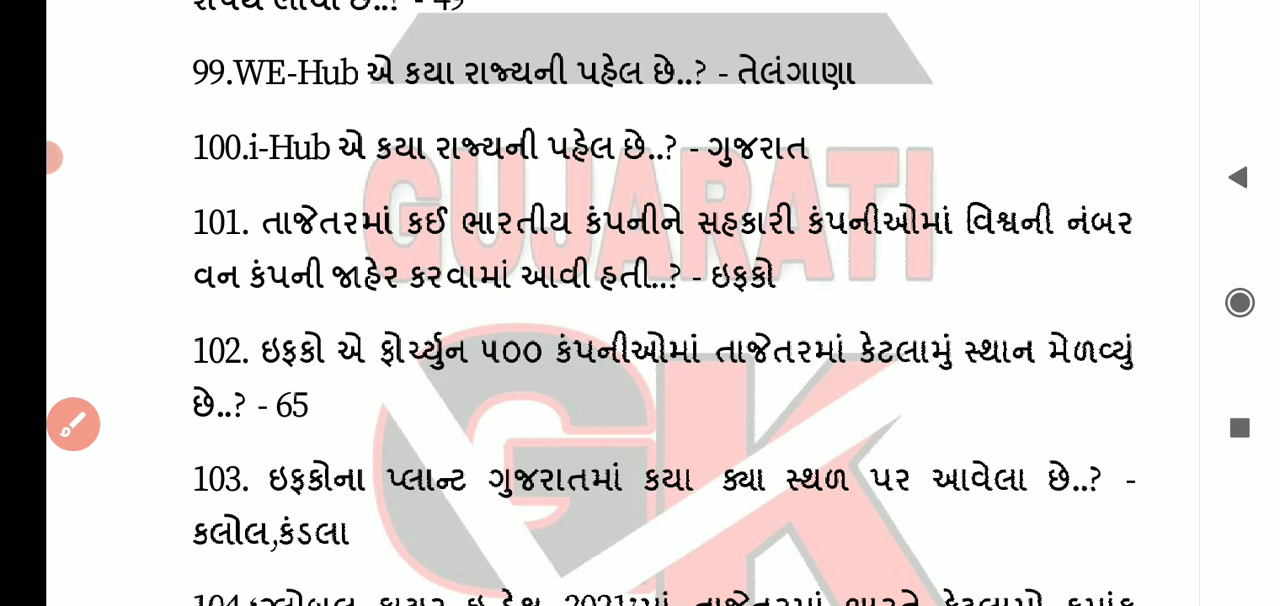 શપથ લીધા છે..? - 49
99.WE-Hub એ કયા રાજ્યની પહેલ છે..? - તેલંગાણા
100.i-Hub એ કયા રાજ્યની પહેલ છે..? - ગુજરાત
101. તાજેતરમાં કઈ ભારતીય કંપનીને સહકારી કંપનીઓમાં વિશ્વની નંબર
વન કંપની જાહેર કરવામાં આવી હતી..? - ઇફકો
102. ઇફકો એ ફોર્ચ્યુન ૫૦૦ કંપનીઓમાં તાજેતરમાં કેટલામું સ્થાન મેળવ્યું
છે..? - 65
103. ઇફકોના પ્લાન્ટ ગુજરાતમાં કયા ક્યા સ્થળ પર આવેલા છે..? -
કલોલ,કંડલા
GUJARATI
GK